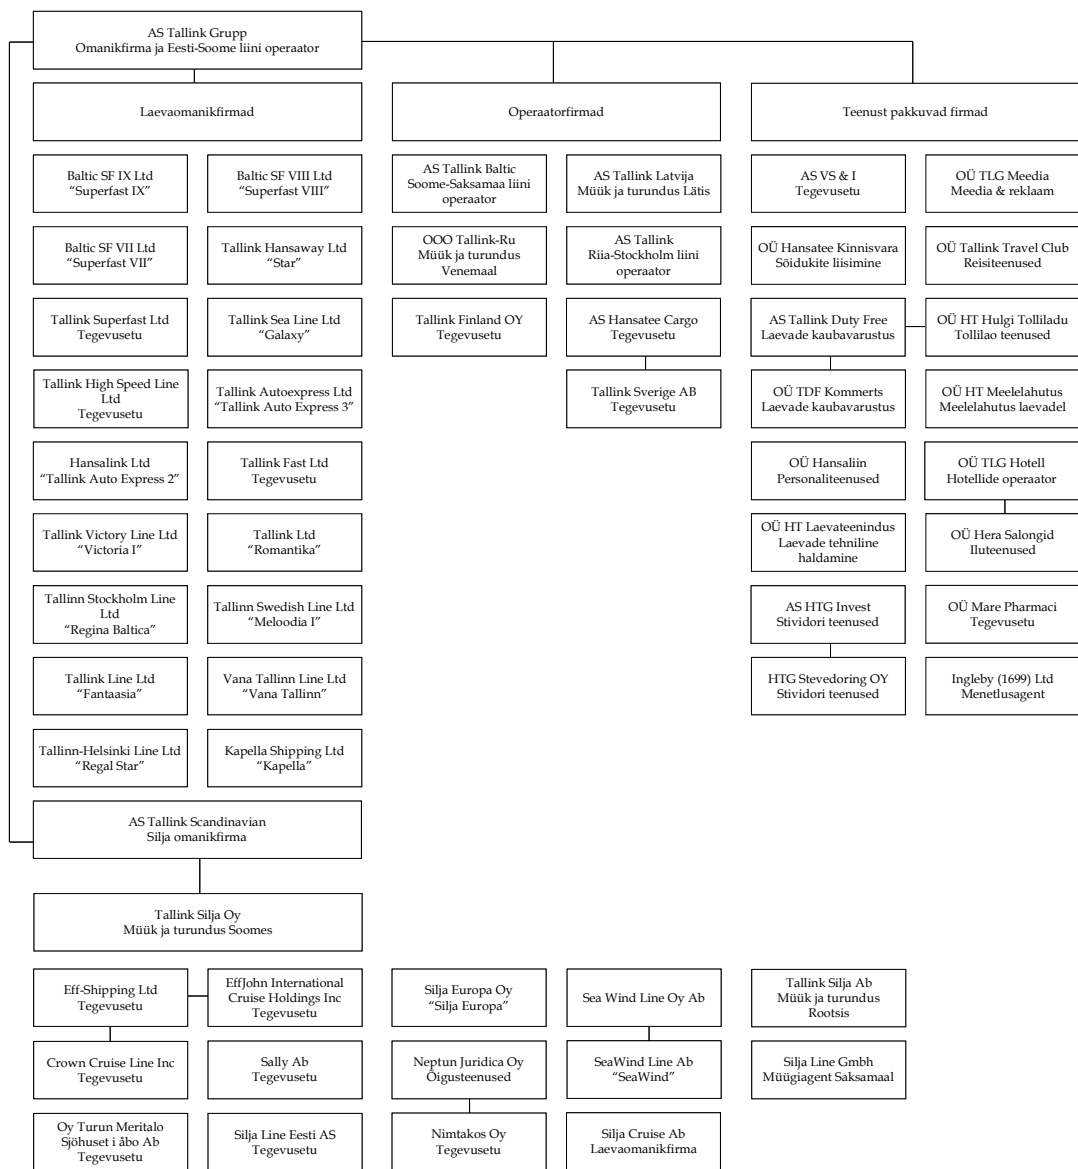 AS Tallink Grupp
Omanikfirma ja Eesti-Soome liini operaator
Laevaomanikfirmad
Operaatorfirmad
Teenust pakkuvad firmad
Baltic SF IX Ltd
“Superfast IX”
Baltic SF VIII Ltd
“Superfast VIII”
AS Tallink Baltic
Soome-Saksamaa liini
operaator
AS Tallink Latvija
Müük ja turundus Lätis
AS VS & I
Tegevusetu
OÜ TLG Meedia
Meedia & reklaam
Baltic SF VII Ltd
“Superfast VII”
Tallink Hansaway Ltd
“Star”
OOO Tallink-Ru
Müük ja turundus
Venemaal
AS Tallink
Riia-Stockholm liini
operaator
OÜ Hansatee Kinnisvara
Sõidukite liisimine
OÜ Tallink Travel Club
Reisiteenused
Tallink Superfast Ltd
Tegevusetu
Tallink Sea Line Ltd
“Galaxy”
Tallink Finland OY
Tegevusetu
AS Hansatee Cargo
Tegevusetu
AS Tallink Duty Free
Laevade kaubavarustus
OÜ HT Hulgi Tolliladu
Tollilao teenused
Tallink High Speed Line
Ltd
Tegevusetu
Tallink Autoexpress Ltd
“Tallink Auto Express 3”
Tallink Sverige AB
Tegevusetu
OÜ TDF Kommerts
Laevade kaubavarustus
OÜ HT Meelelahutus
Meelelahutus laevadel
Hansalink Ltd
“Tallink Auto Express 2”
Tallink Fast Ltd
Tegevusetu
OÜ Hansaliin
Personaliteenused
OÜ TLG Hotell
Hotellide operaator
Tallink Victory Line Ltd
“Victoria I”
Tallink Ltd
“Romantika”
OÜ HT Laevateenindus
Laevade tehniline
haldamine
OÜ Hera Salongid
Iluteenused
Tallinn Stockholm Line
Ltd
“Regina Baltica”
Tallinn Swedish Line Ltd
“Meloodia I”
AS HTG Invest
Stividori teenused
OÜ Mare Pharmaci
Tegevusetu
Tallink Line Ltd
“Fantaasia”
Vana Tallinn Line Ltd
“Vana Tallinn”
HTG Stevedoring OY
Stividori teenused
Ingleby (1699) Ltd
Menetlusagent
Tallinn-Helsinki Line Ltd
“Regal Star”
Kapella Shipping Ltd
“Kapella”
AS Tallink Scandinavian
Silja omanikfirma
Tallink Silja Oy
Müük ja turundus Soomes
Eff-Shipping Ltd
Tegevusetu
EffJohn International
Cruise Holdings Inc
Tegevusetu
Silja Europa Oy
“Silja Europa”
Sea Wind Line Oy Ab
Tallink Silja Ab
Müük ja turundus
Rootsis
Crown Cruise Line Inc
Tegevusetu
Sally Ab
Tegevusetu
Neptun Juridica Oy
Õigusteenused
SeaWind Line Ab
“SeaWind”
Silja Line Gmbh
Müügiagent Saksamaal
Oy Turun Meritalo
Sjöhuset i åbo Ab
Tegevusetu
Silja Line Eesti AS
Tegevusetu
Nimtakos Oy
Tegevusetu
Silja Cruise Ab
Laevaomanikfirma